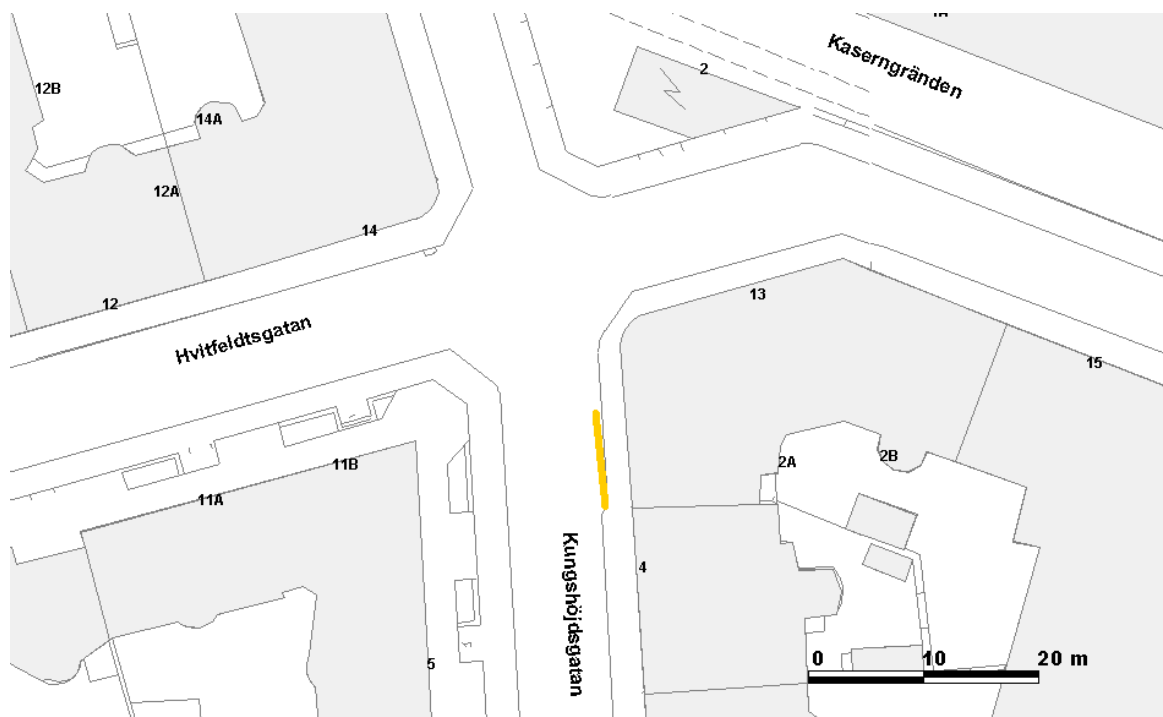 Kaserngränden
2
12B
14A
12A
14
12
13
Hvitfeldtsgatan
15
11B
2A
2B
11A
Kungshöjdsgatan
4
5
0 10 20 m